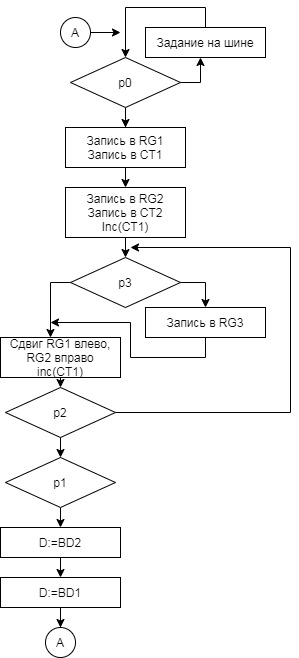 A
Задание на шине
p0
Запись в RG1
Запись в CT1
Запись в RG2
Запись в CT2
Inc(CT1)
p3
Запись в RG3
Сдвиг RG1 влево,
RG2 вправо
inc(CT1)
p2
p1
D:=BD2
D:=BD1
A